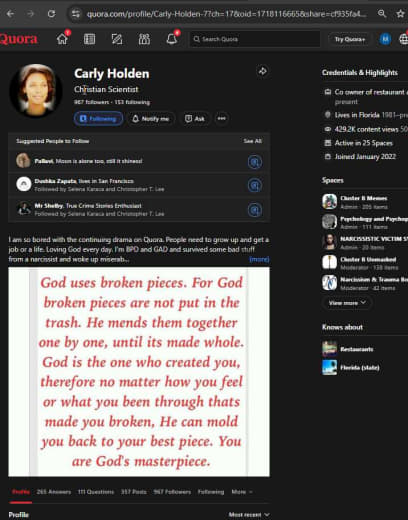 quora.com/profile/Carly-Holden-7?ch=17&oid=1718116665&share=cf935fa4...
Quora
Search Quora
Try Quora+
M
Carly Holden
Christian Scientist
967 followers · 153 following
Following
Notify me
Ask
Suggested People to Follow
See All
Pallavi, Moon is alone too, still it shines!
Dushka Zapata, lives in San Francisco
Followed by Selena Karaca and Christopher T. Lee
Mr Shelby, True Crime Stories Enthusiast
Followed by Selena Karaca and Christopher T. Lee
I am so bored with the continuing drama on Quora. People need to grow up and get a
job or a life. Loving God every day. I'm BPD and GAD and survived some bad stuff
from a narcissist and woke up miserab...
(more)
God uses broken pieces. For God
broken pieces are not put in the
trash. He mends them together
one by one, until its made whole.
God is the one who created you,
therefore no matter how you feel
or what you been through thats
made you broken, He can mold
you back to your best piece. You
are God's masterpiece.
Profile
265 Answers
111 Questions
357 Posts
967 Followers
Following
More
Profile
Most recent
Credentials & Highlights
Co owner of restaurant a
present
Lives in Florida 1981–pre
429.2K content views 50
Active in 25 Spaces
Joined January 2022
Spaces
Cluster B Memes
Admin · 205 items
Psychology and Psychop
Admin · 111 items
NARCISSISTIC VICTIM S
Admin · 20 items
Cluster B Unmasked
Moderator · 130 items
Narcissism & Trauma Bo
Moderator · 42 items
View more
Knows about
Restaurants
Florida (state)